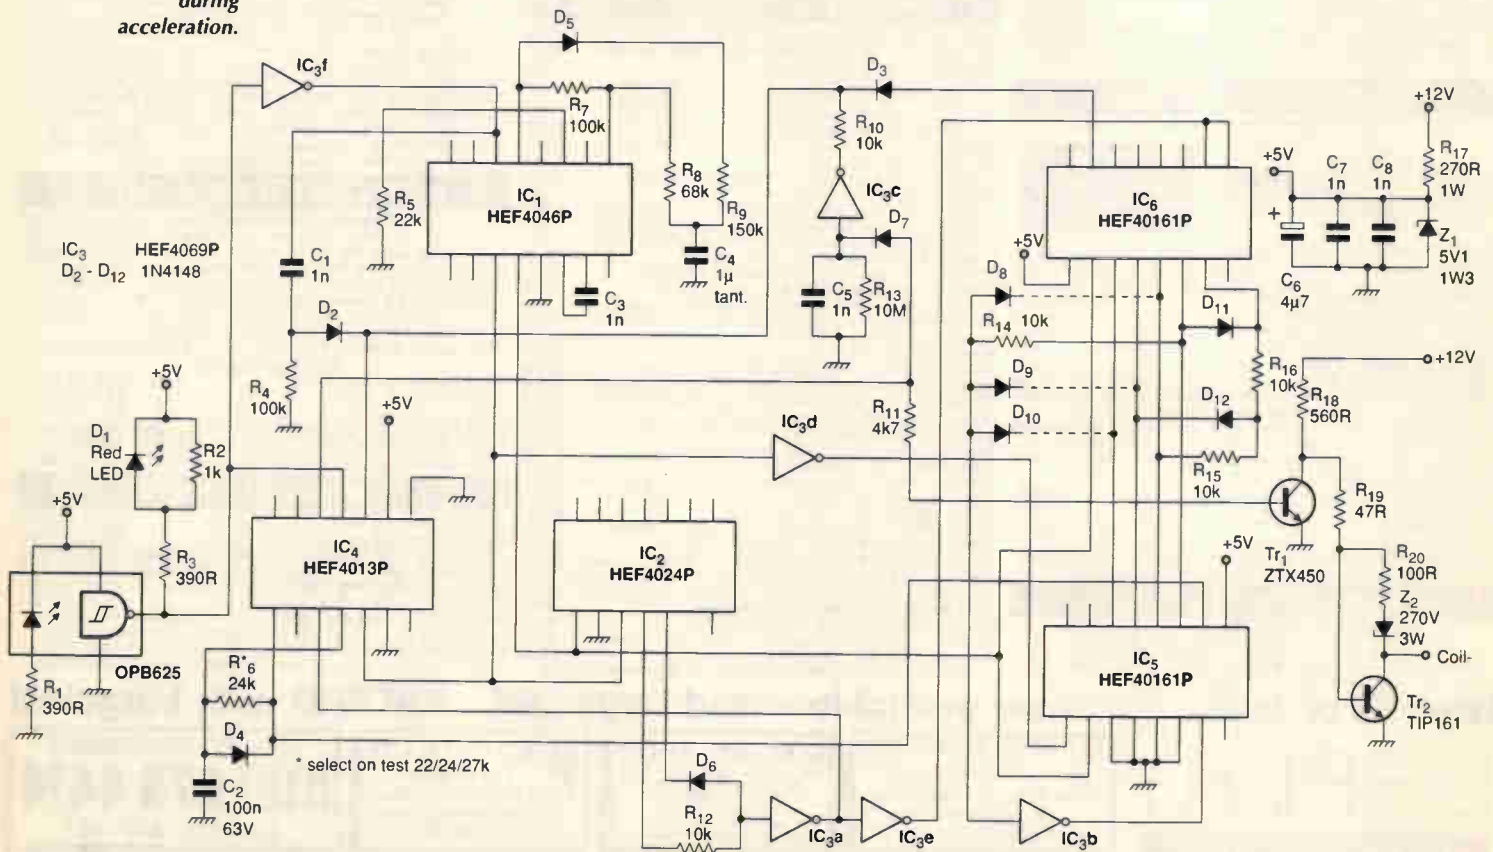 during
acceleration.
IC3f
D5
R7
100k
R5
22k
IC1
HEF4046P
R8
68k
R9
150k
C4
1µ
tant.
C3
1n
IC3 HEF4069P
D2 - D12 1N4148
C1
1n
D2
R4
100k
D3
R10
10k
IC3c
D7
C5
1n
R13
10M
IC6
HEF40161P
+5V
D8
R14 10k
D9
D10
D11
R16
10k
D12
R15
10k
+5V
C7
1n
C8
1n
+
C6
4µ7
+12V
R17
270R
1W
Z1
5V1
1W3
+12V
R18
560R
R19
47R
R20
100R
Z2
270V
3W
Coil-
Tr1
ZTX450
Tr2
TIP161
+5V
D1
Red
LED
R2
1k
+5V
R3
390R
OPB625
R1
390R
+5V
IC4
HEF4013P
R*6
24k
D4
C2
100n
63V
* select on test 22/24/27k
IC2
HEF4024P
R11
4k7
IC3d
D6
R12
10k
IC3a
IC3e
IC3b
+5V
IC5
HEF40161P